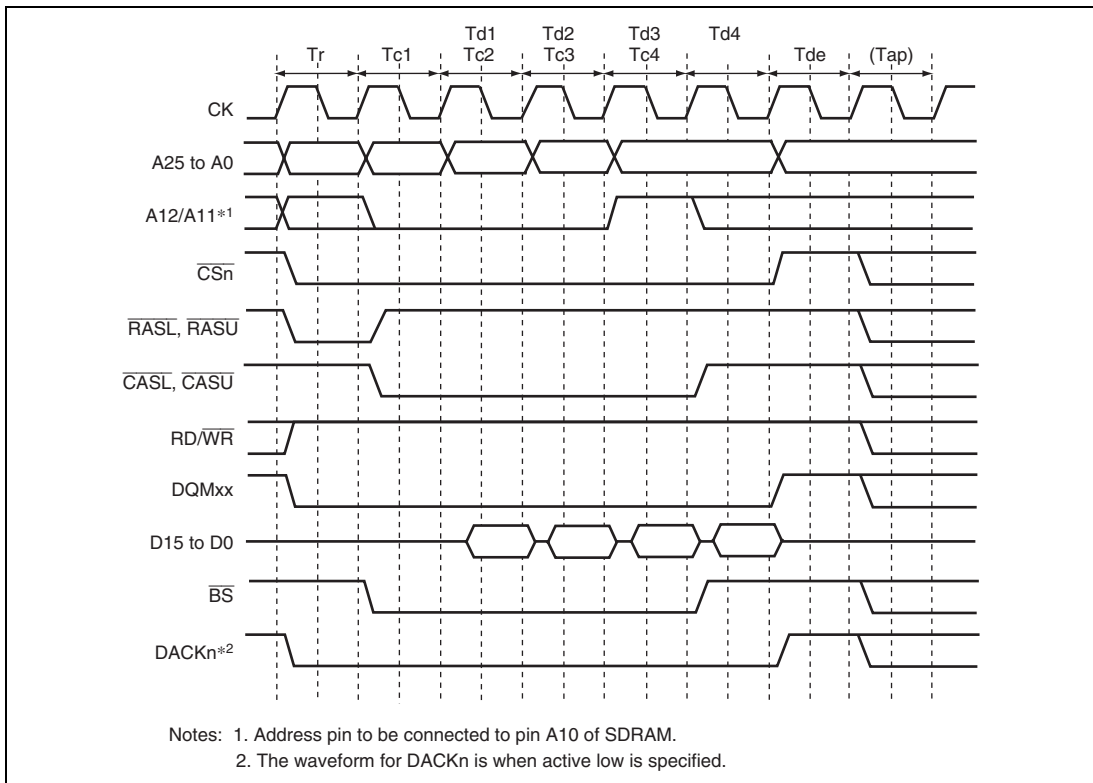 Td1 Td2 Td3 Td4
Tr Tc1 Tc2 Tc3 Tc4 Tde (Tap)
CK
A25 to A0
A12/A11*1
CSn
RASL, RASU
CASL, CASU
RD/WR
DQMxx
D15 to D0
BS
DACKn*2
Notes: 1. Address pin to be connected to pin A10 of SDRAM.
2. The waveform for DACKn is when active low is specified.